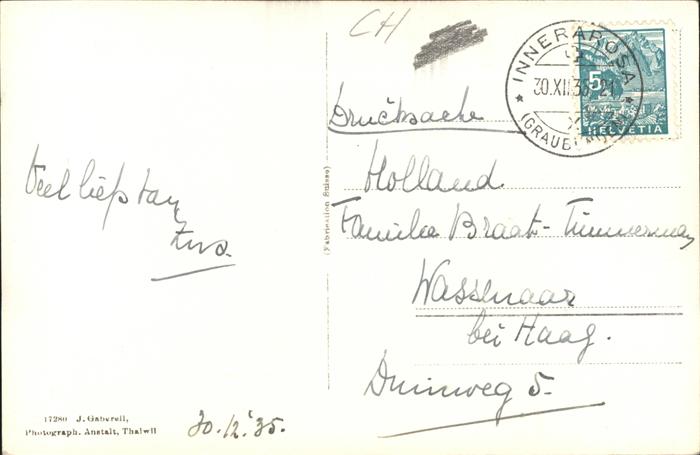 CH
INNERAROSA
30.XII.35-21
(GRAUBÜNDEN)
5
HELVETIA
Drucksache
Holland
Familie Braat-Timmerman
Wassenaar
bei Haag.
Duinweg 5.
Veel liefs van
(Fabrication Suisse)
17280 J. Gaberell,
Photograph. Anstalt, Thalwil
30.12.'35.